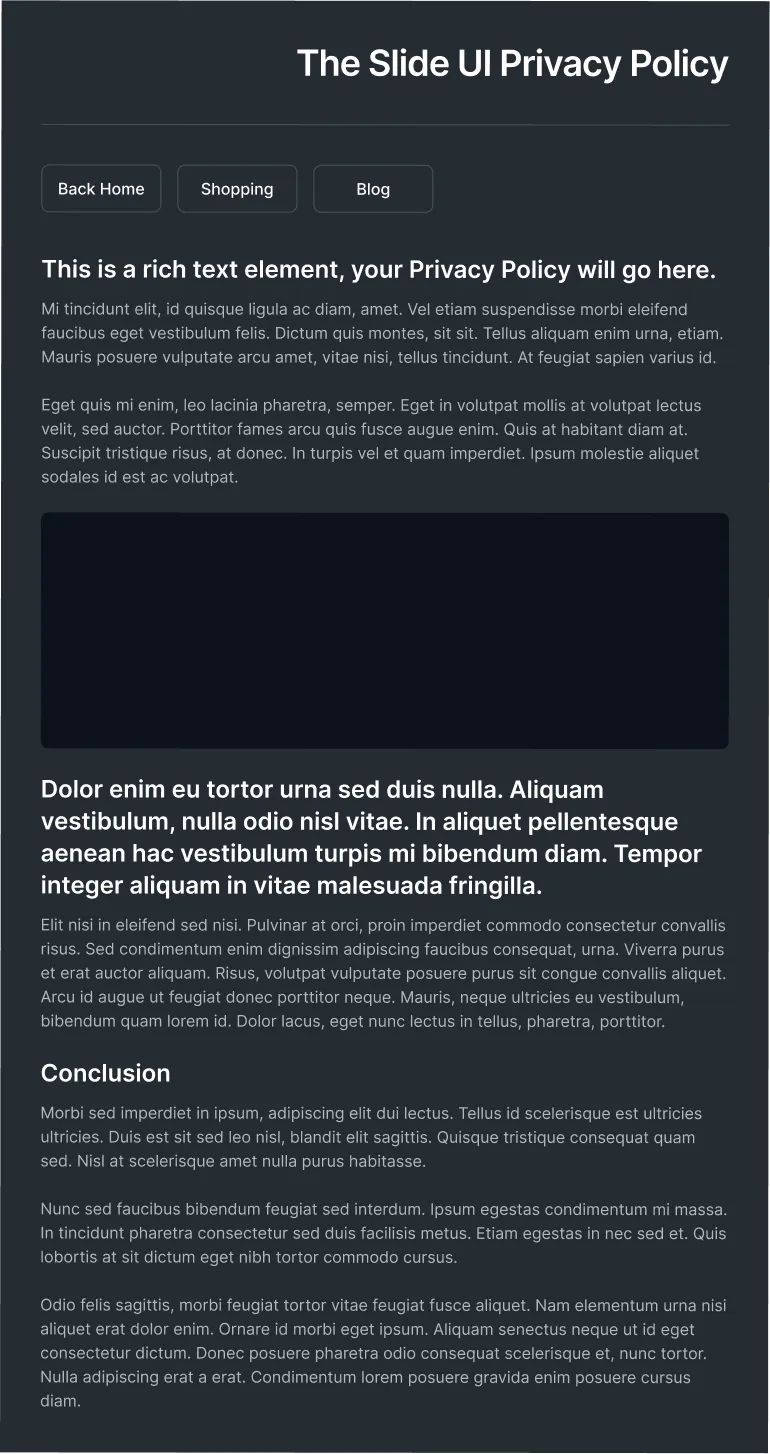 The Slide UI Privacy Policy
Back Home
Shopping
Blog
This is a rich text element, your Privacy Policy will go here.
Mi tincidunt elit, id quisque ligula ac diam, amet. Vel etiam suspendisse morbi eleifend
faucibus eget vestibulum felis. Dictum quis montes, sit sit. Tellus aliquam enim urna, etiam.
Mauris posuere vulputate arcu amet, vitae nisi, tellus tincidunt. At feugiat sapien varius id.
Eget quis mi enim, leo lacinia pharetra, semper. Eget in volutpat mollis at volutpat lectus
velit, sed auctor. Porttitor fames arcu quis fusce augue enim. Quis at habitant diam at.
Suscipit tristique risus, at donec. In turpis vel et quam imperdiet. Ipsum molestie aliquet
sodales id est ac volutpat.
Dolor enim eu tortor urna sed duis nulla. Aliquam
vestibulum, nulla odio nisl vitae. In aliquet pellentesque
aenean hac vestibulum turpis mi bibendum diam. Tempor
integer aliquam in vitae malesuada fringilla.
Elit nisi in eleifend sed nisi. Pulvinar at orci, proin imperdiet commodo consectetur convallis
risus. Sed condimentum enim dignissim adipiscing faucibus consequat, urna. Viverra purus
et erat auctor aliquam. Risus, volutpat vulputate posuere purus sit congue convallis aliquet.
Arcu id augue ut feugiat donec porttitor neque. Mauris, neque ultricies eu vestibulum,
bibendum quam lorem id. Dolor lacus, eget nunc lectus in tellus, pharetra, porttitor.
Conclusion
Morbi sed imperdiet in ipsum, adipiscing elit dui lectus. Tellus id scelerisque est ultricies
ultricies. Duis est sit sed leo nisl, blandit elit sagittis. Quisque tristique consequat quam
sed. Nisl at scelerisque amet nulla purus habitasse.
Nunc sed faucibus bibendum feugiat sed interdum. Ipsum egestas condimentum mi massa.
In tincidunt pharetra consectetur sed duis facilisis metus. Etiam egestas in nec sed et. Quis
lobortis at sit dictum eget nibh tortor commodo cursus.
Odio felis sagittis, morbi feugiat tortor vitae feugiat fusce aliquet. Nam elementum urna nisi
aliquet erat dolor enim. Ornare id morbi eget ipsum. Aliquam senectus neque ut id eget
consectetur dictum. Donec posuere pharetra odio consequat scelerisque et, nunc tortor.
Nulla adipiscing erat a erat. Condimentum lorem posuere gravida enim posuere cursus
diam.